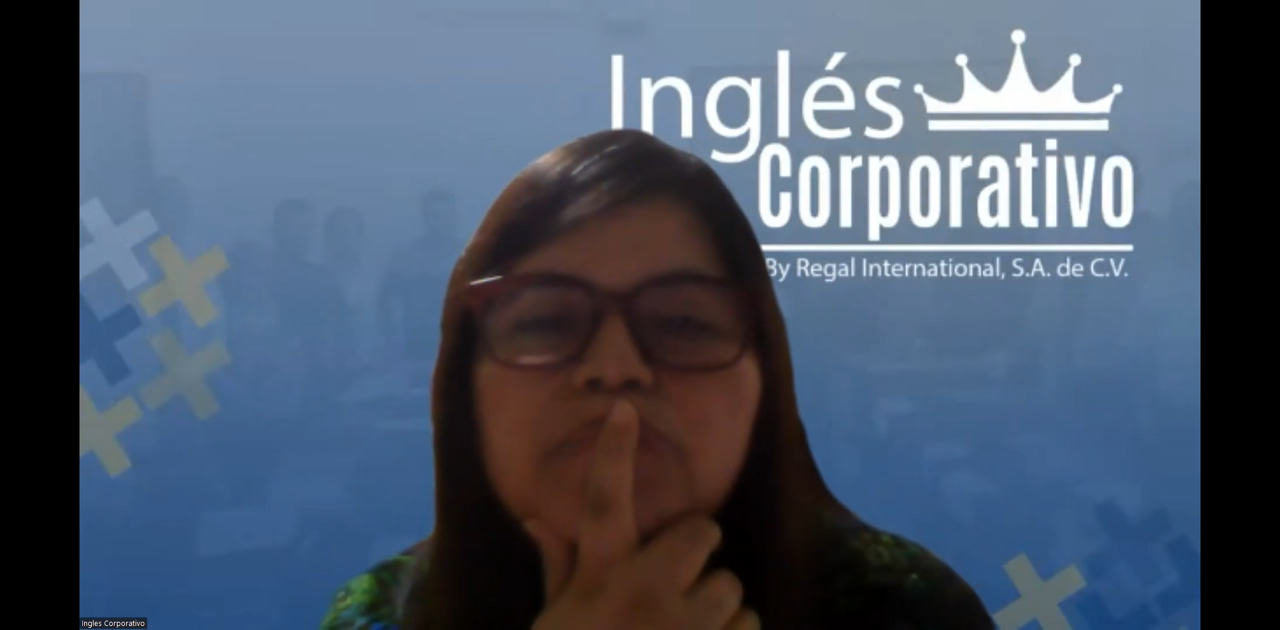 Inglés
Corporativo
By Regal International, S.A. de C.V.
Ingles Corporativo